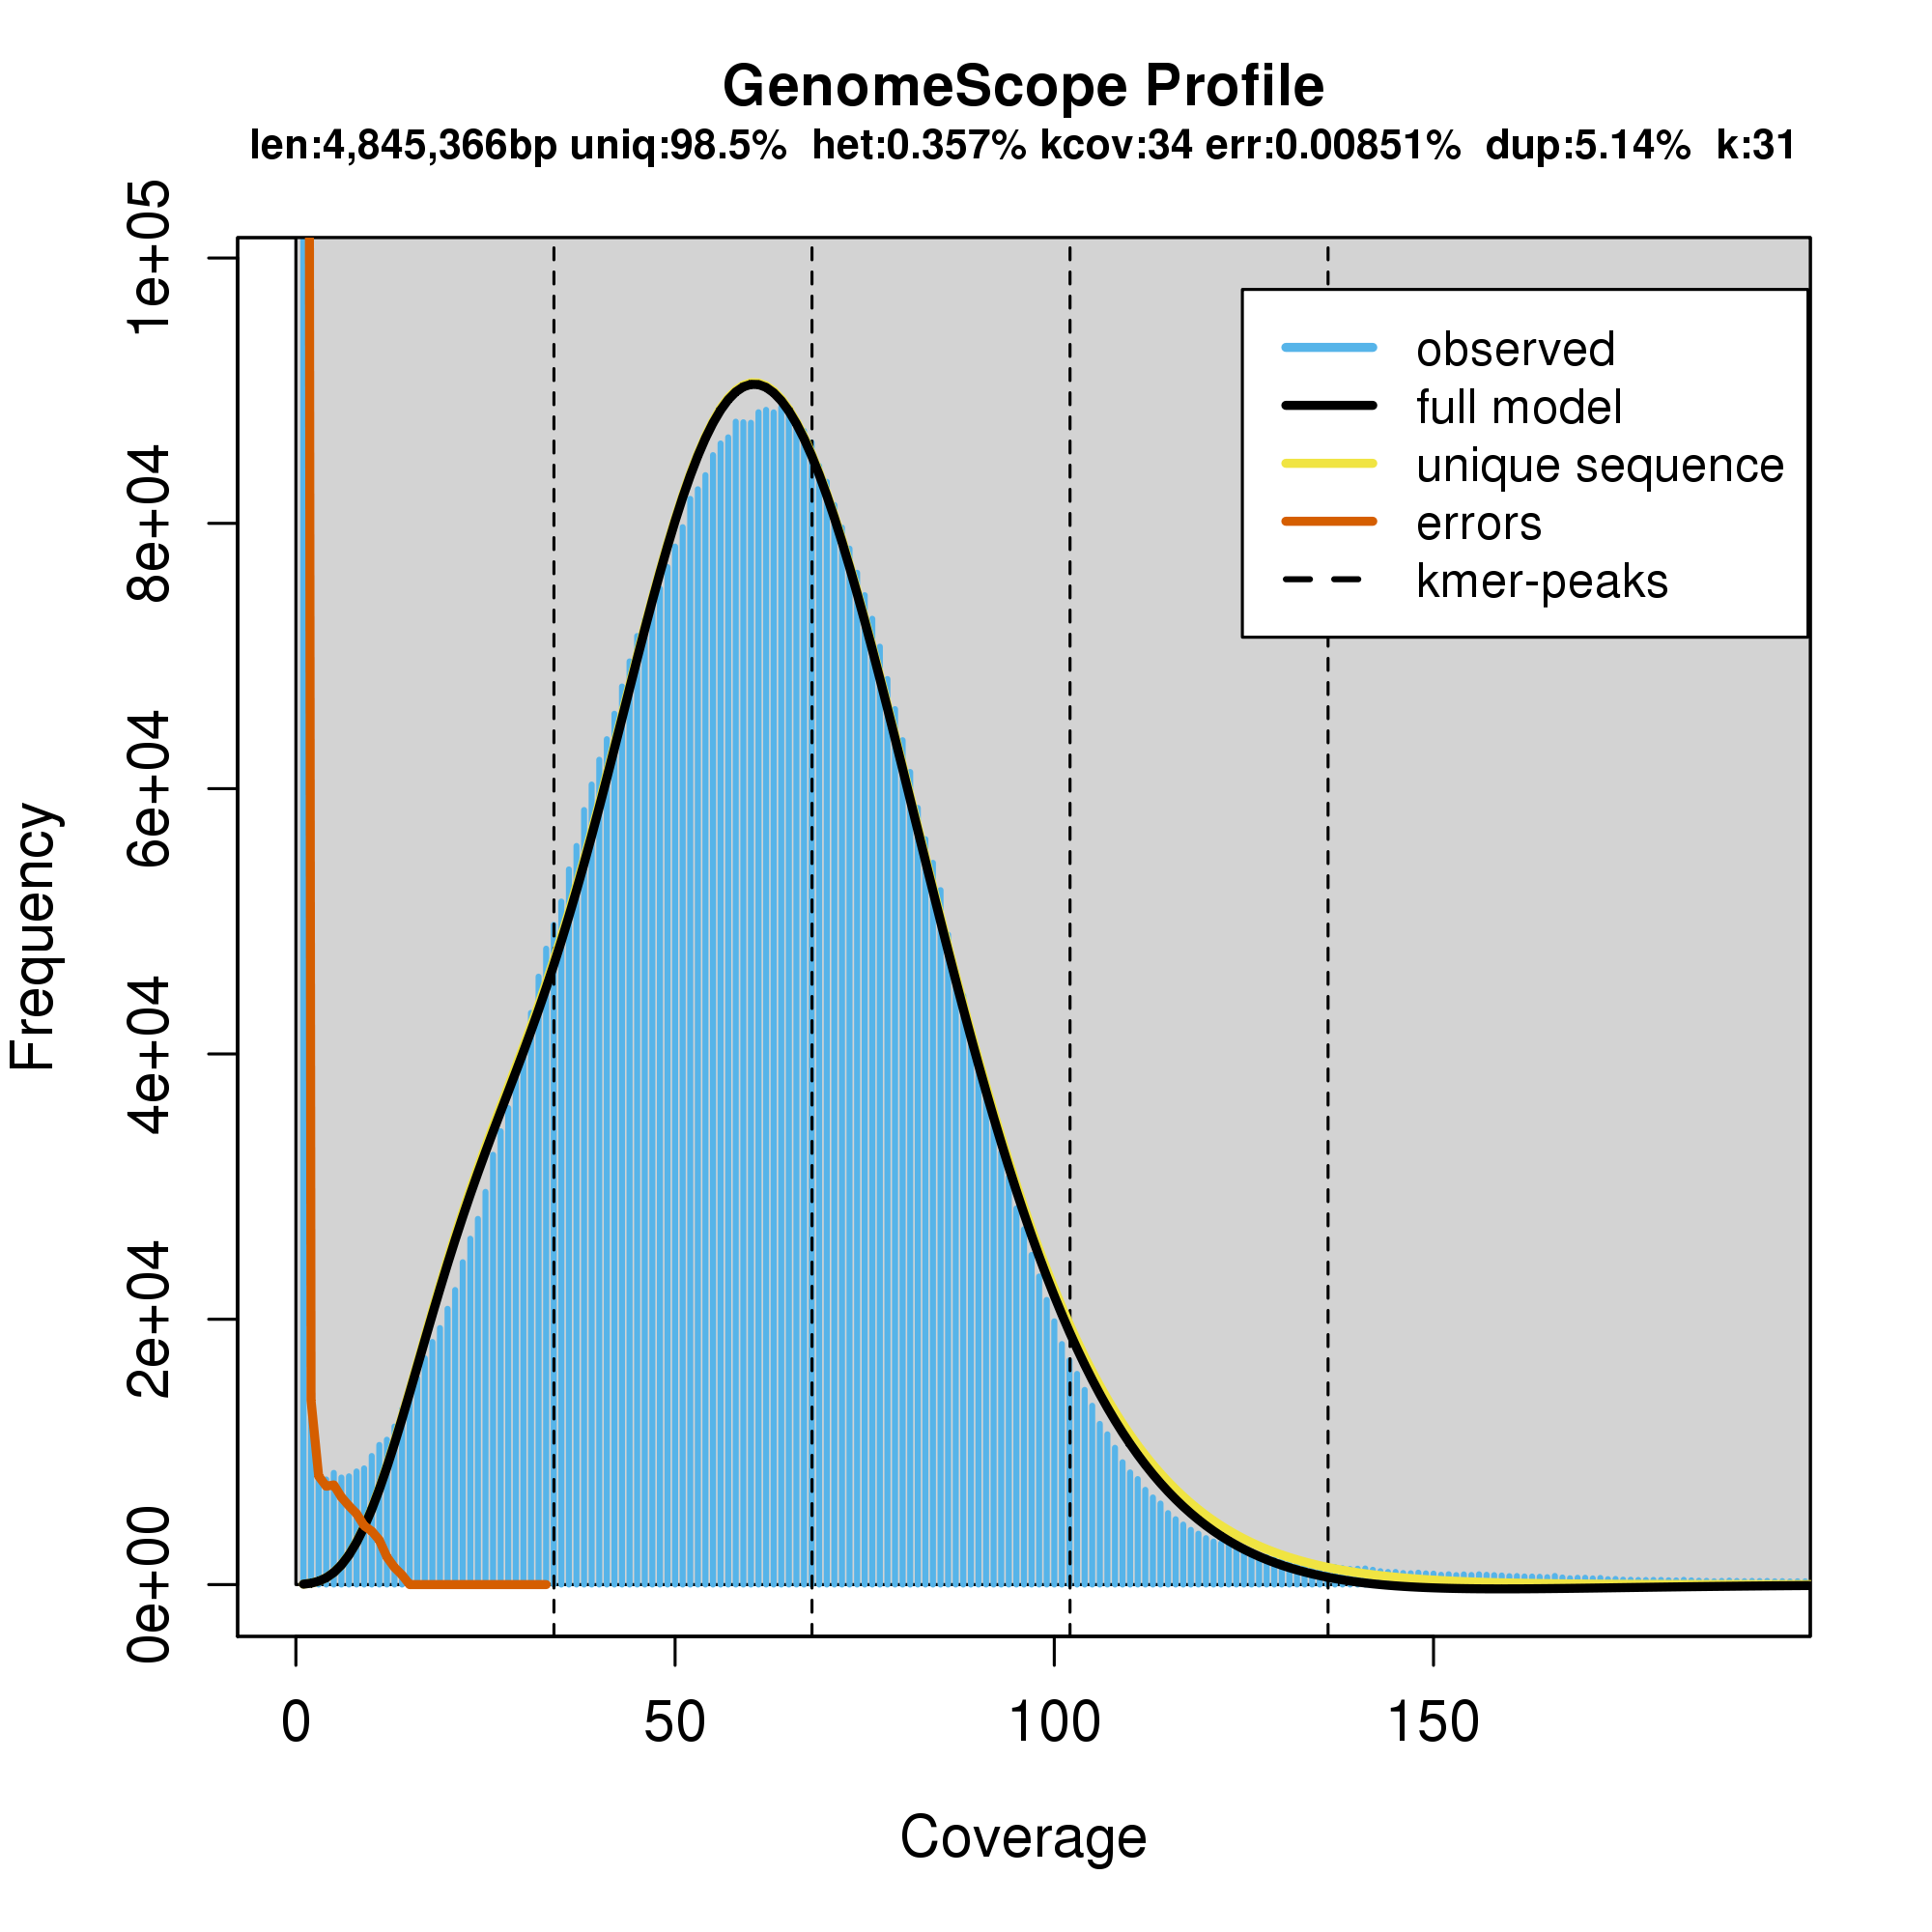 GenomeScope Profile
len:4,845,366bp uniq:98.5% het:0.357% kcov:34 err:0.00851% dup:5.14% k:31
1e+05
8e+04
6e+04
4e+04
2e+04
0e+00
Frequency
observed
full model
unique sequence
errors
kmer-peaks
0 50 100 150
Coverage